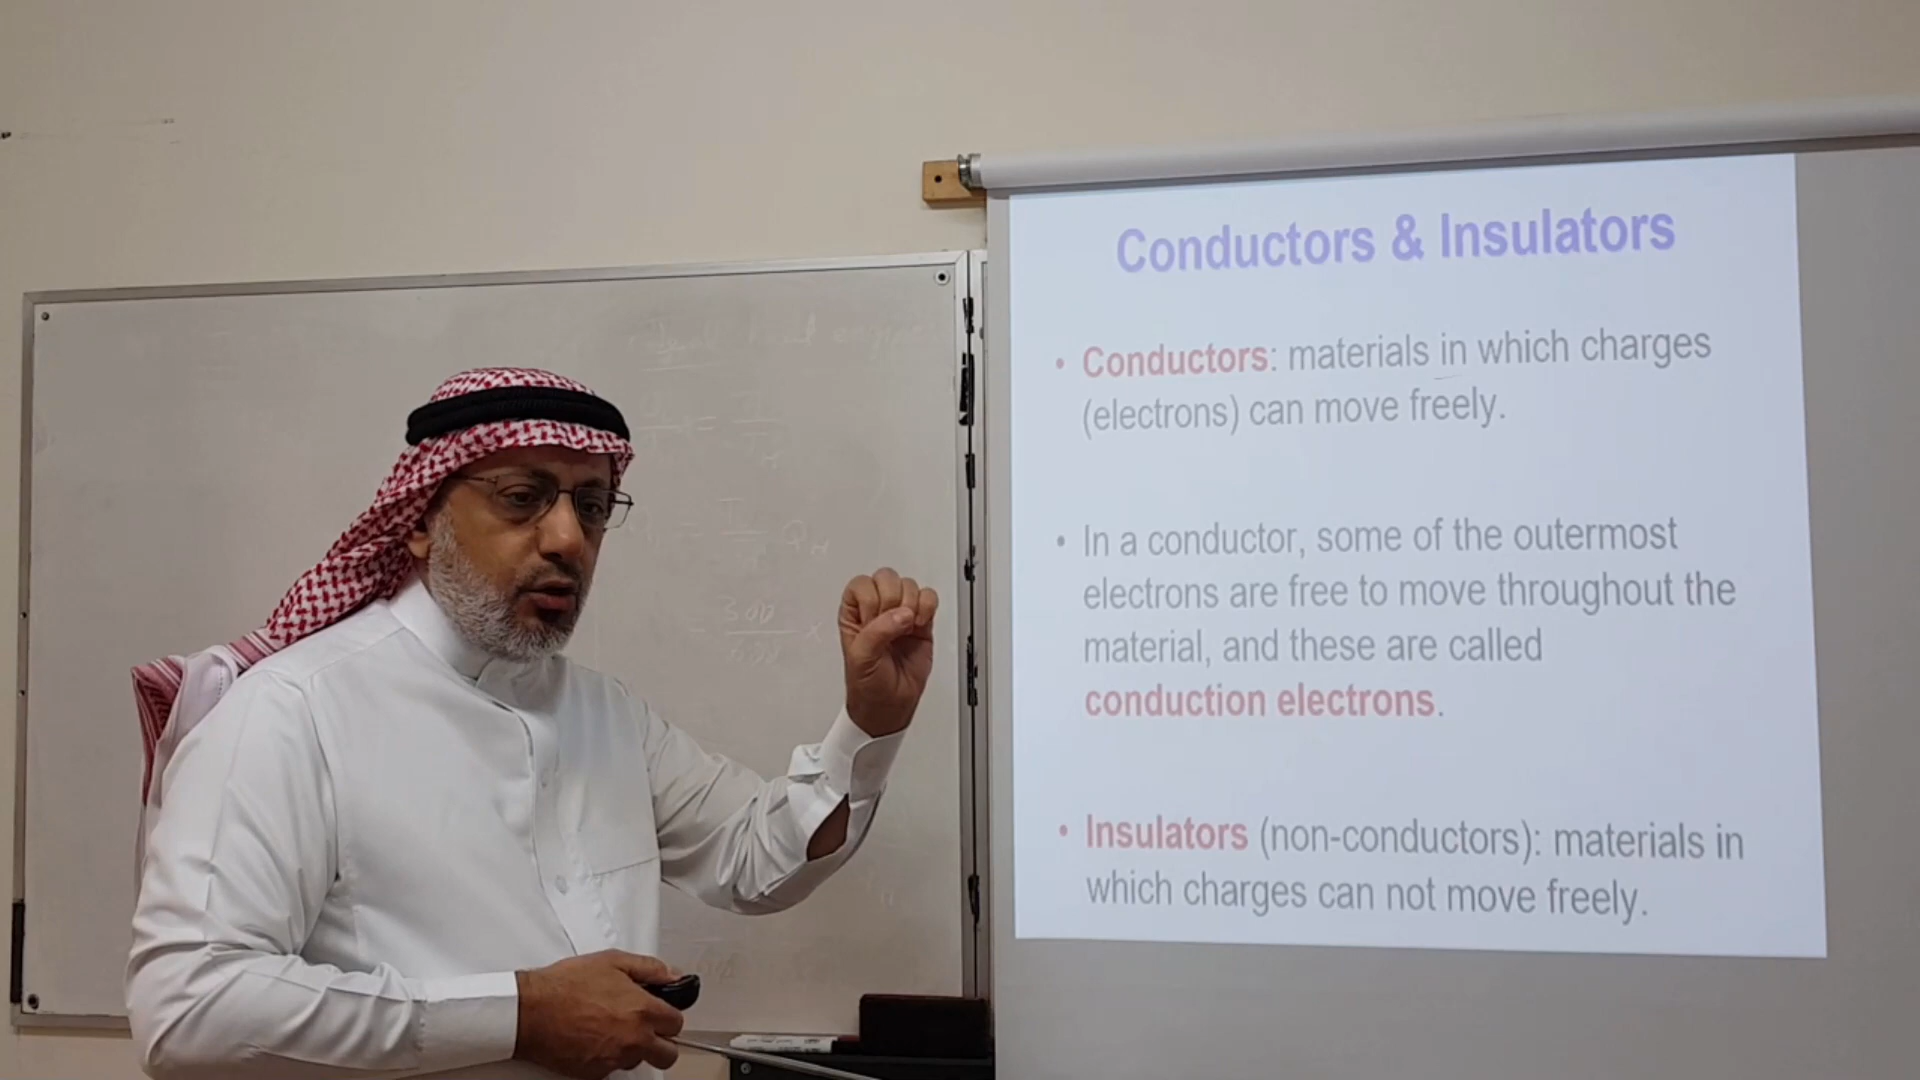 Conductors & Insulators
• Conductors: materials in which charges
(electrons) can move freely.
• In a conductor, some of the outermost
electrons are free to move throughout the
material, and these are called
conduction electrons.
• Insulators (non-conductors): materials in
which charges can not move freely.